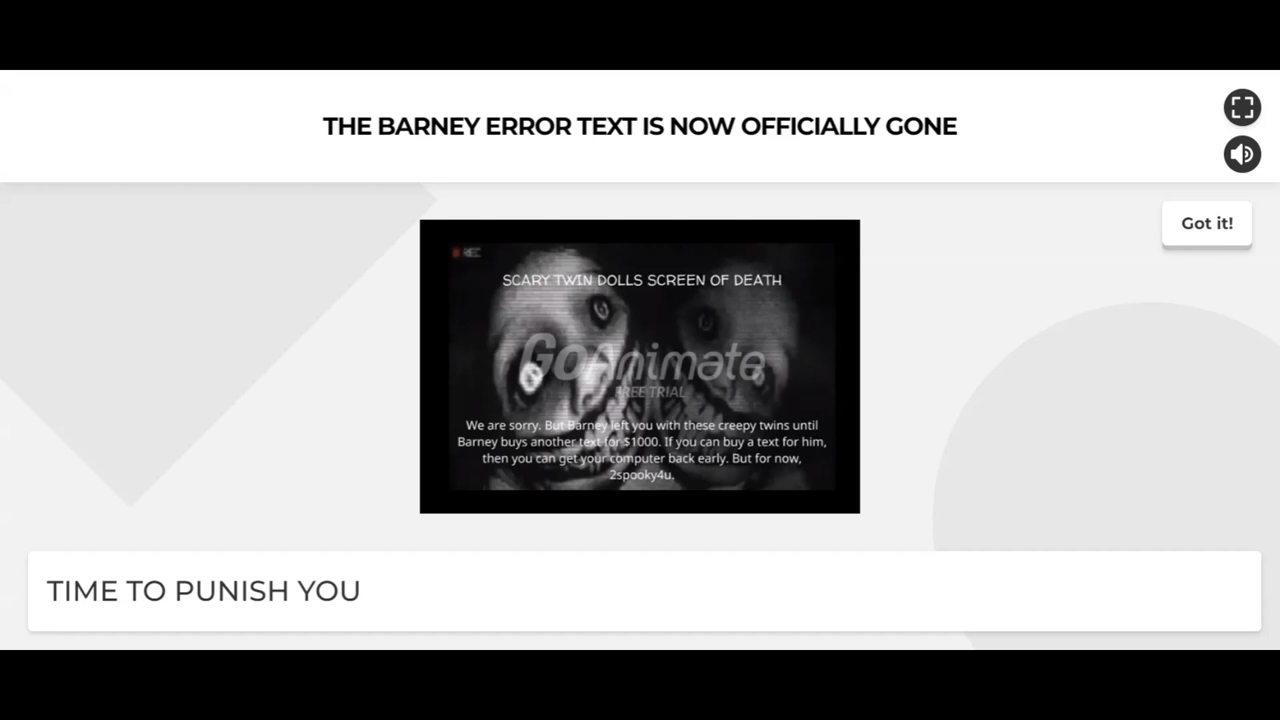 THE BARNEY ERROR TEXT IS NOW OFFICIALLY GONE
Got it!
REC
SCARY TWIN DOLLS SCREEN OF DEATH
GoAnimate
FREE TRIAL
We are sorry. But Barney left you with these creepy twins until
Barney buys another text for $1000. If you can buy a text for him,
then you can get your computer back early. But for now,
2spooky4u.
TIME TO PUNISH YOU